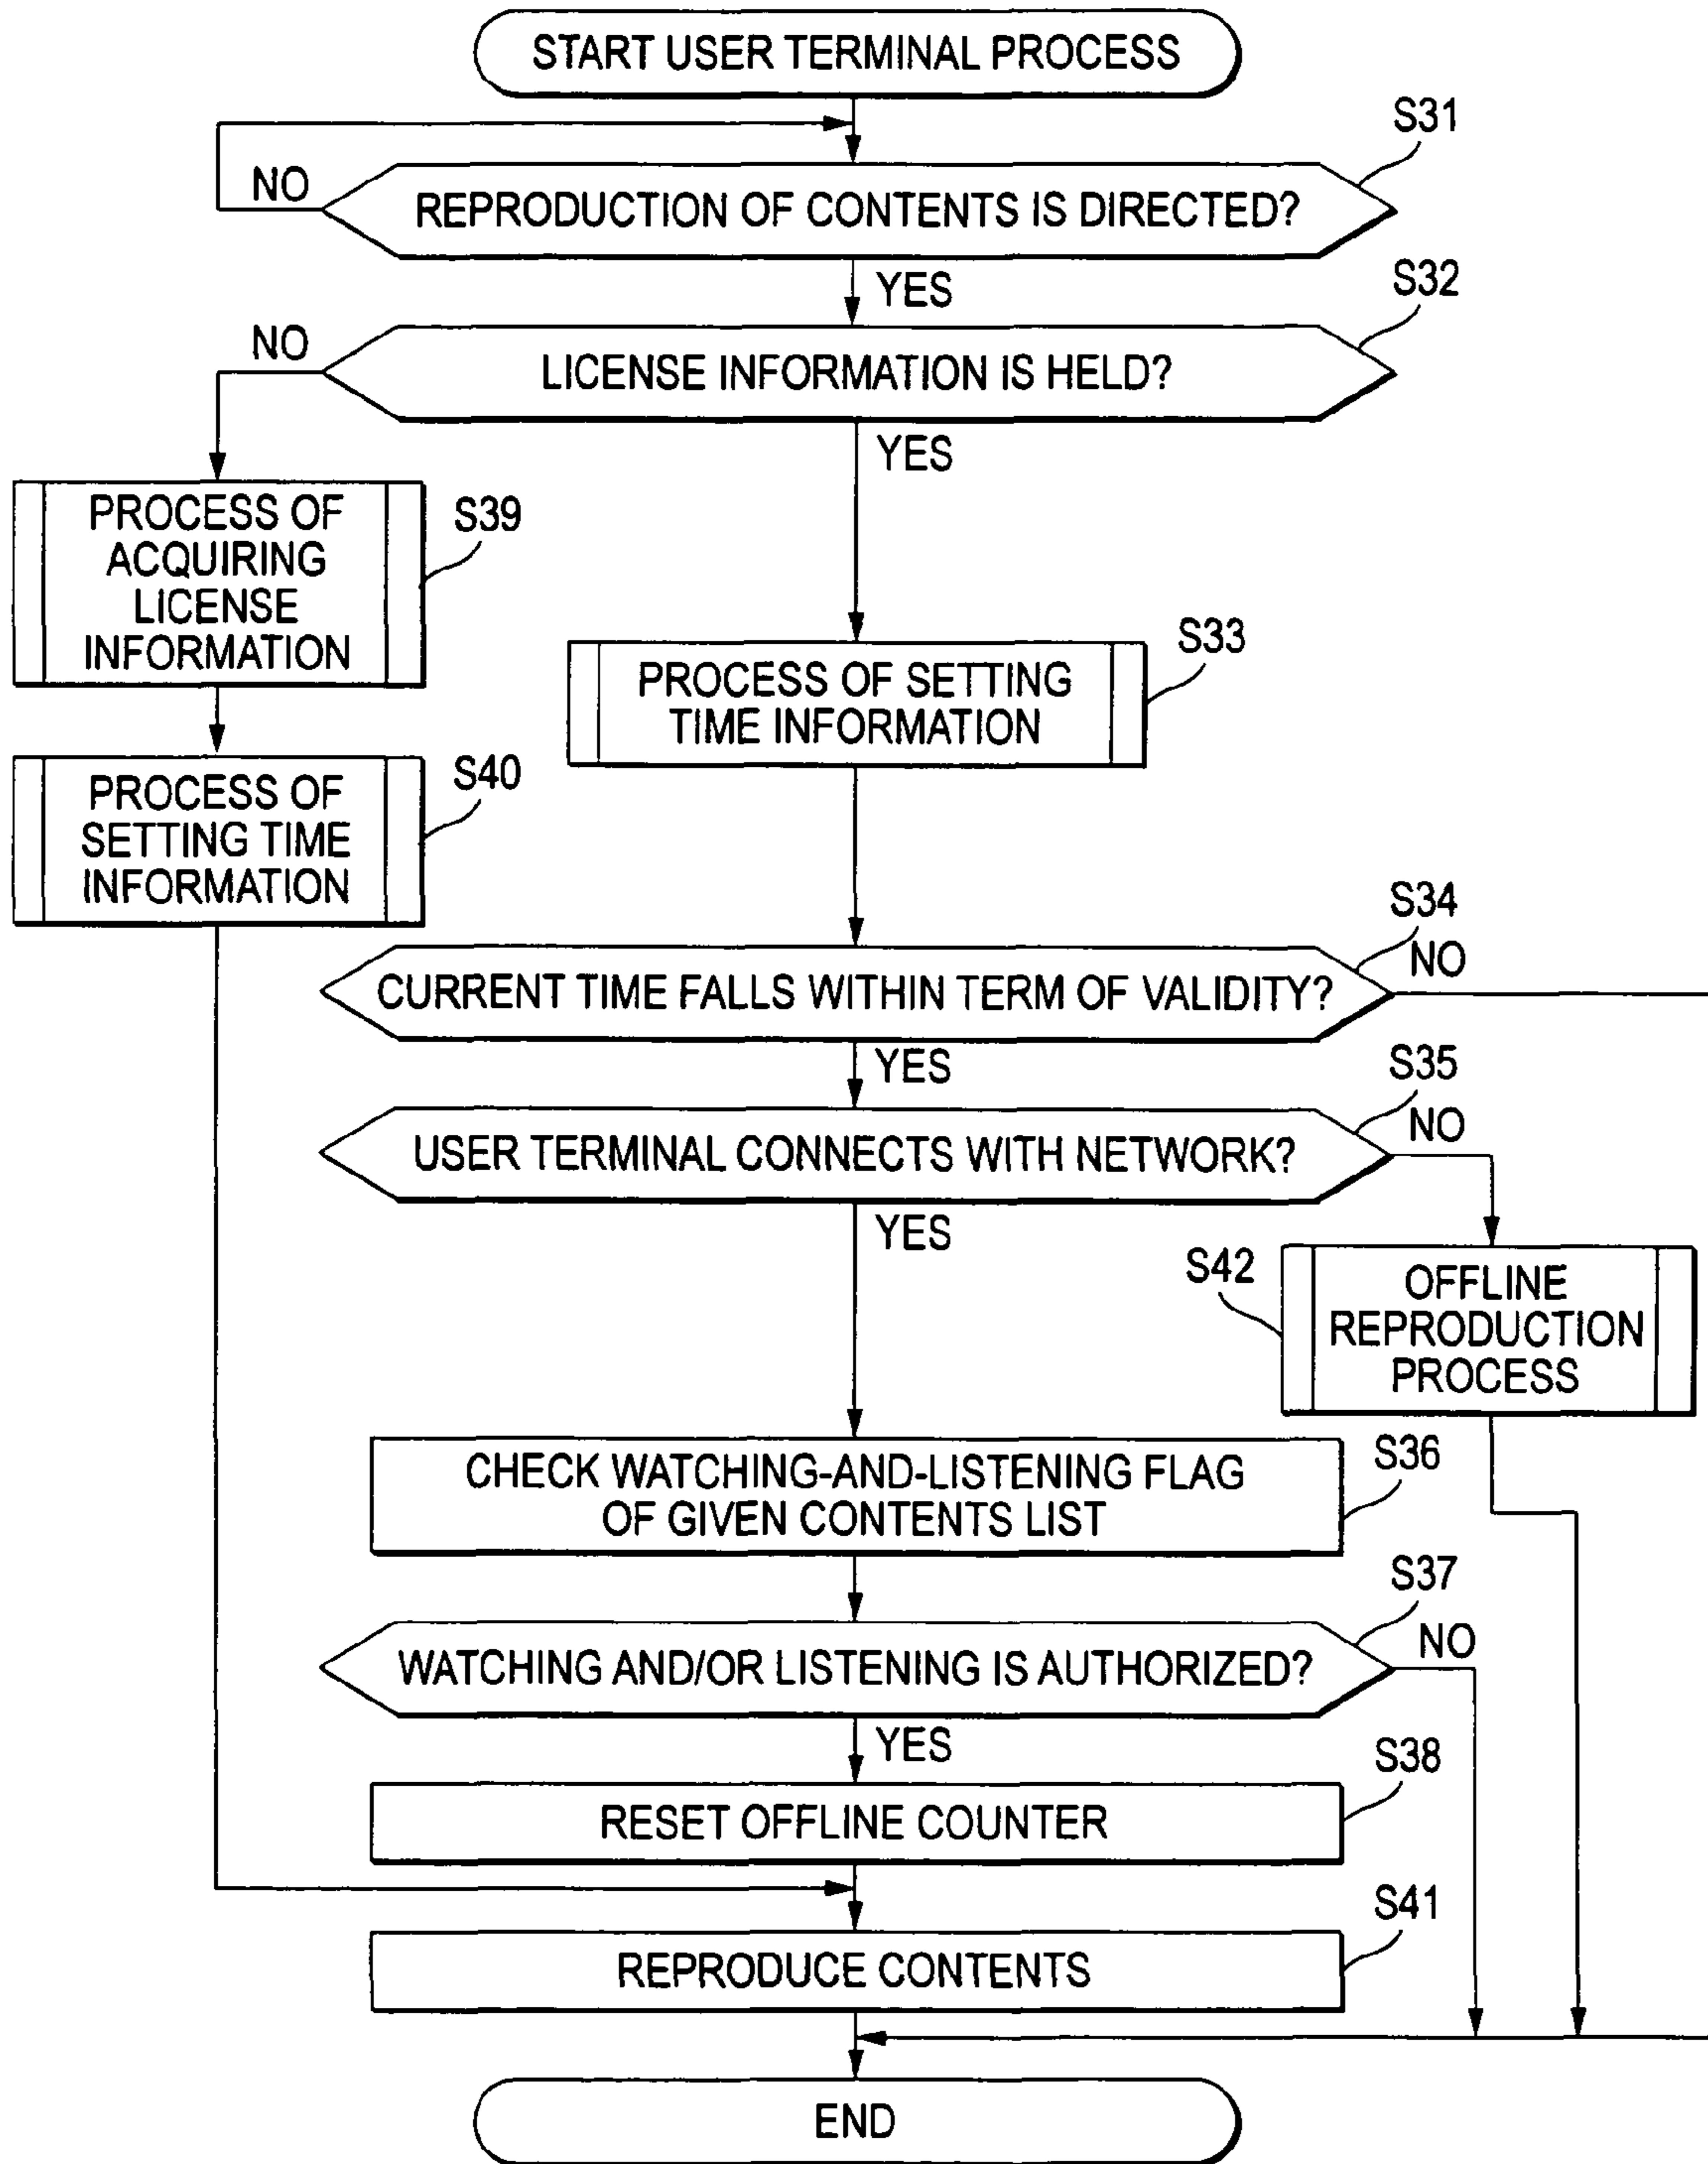 START USER TERMINAL PROCESS
S31
NO
REPRODUCTION OF CONTENTS IS DIRECTED?
YES
S32
NO
LICENSE INFORMATION IS HELD?
YES
PROCESS OF
ACQUIRING
LICENSE
INFORMATION
S39
S33
PROCESS OF SETTING
TIME INFORMATION
PROCESS OF
SETTING TIME
INFORMATION
S40
S34
NO
CURRENT TIME FALLS WITHIN TERM OF VALIDITY?
YES
S35
NO
USER TERMINAL CONNECTS WITH NETWORK?
YES
S42
OFFLINE
REPRODUCTION
PROCESS
S36
CHECK WATCHING-AND-LISTENING FLAG
OF GIVEN CONTENTS LIST
S37
NO
WATCHING AND/OR LISTENING IS AUTHORIZED?
YES
S38
RESET OFFLINE COUNTER
S41
REPRODUCE CONTENTS
END